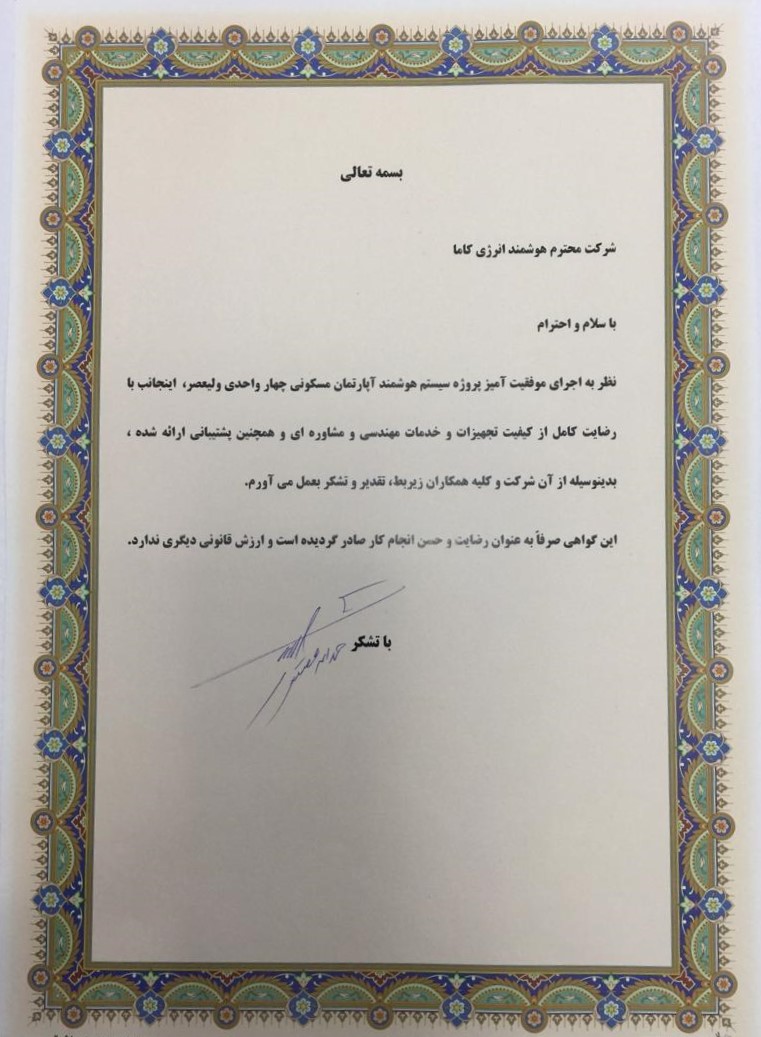 بسمه تعالی
شرکت محترم هوشمند انرژی کاما
با سلام و احترام
نظر به اجرای موفقیت آمیز پروژه سیستم هوشمند آپارتمان مسکونی چهار واحدی ولیعصر، اینجانب با
رضایت کامل از کیفیت تجهیزات و خدمات مهندسی و مشاوره ای و همچنین پشتیبانی ارائه شده ،
بدینوسیله از آن شرکت و کلیه همکاران زیربط، تقدیر و تشکر بعمل می آورم.
این گواهی صرفاً به عنوان رضایت و حسن انجام کار صادر گردیده است و ارزش قانونی دیگری ندارد.
با تشکر